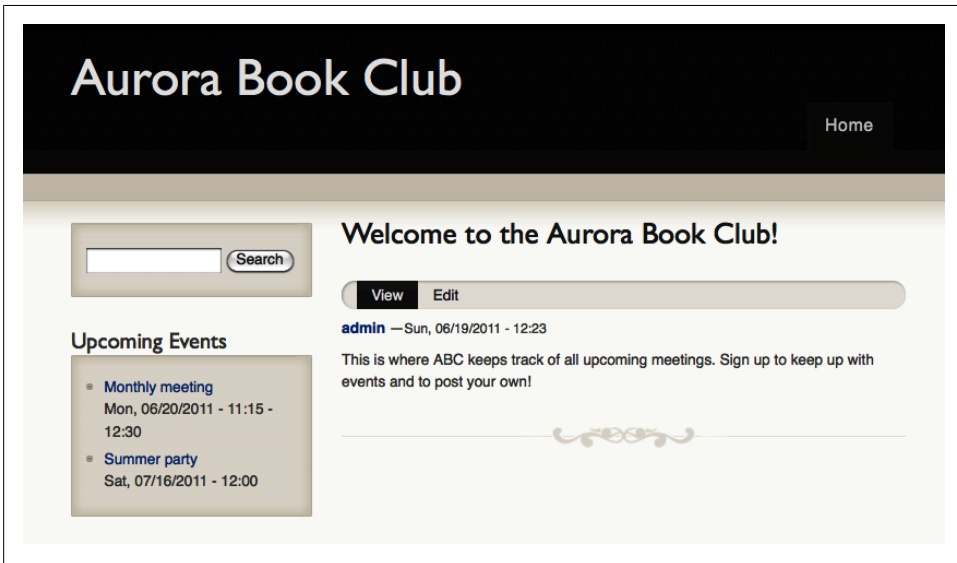 Aurora Book Club
Home
Search
Upcoming Events
Monthly meeting
Mon, 06/20/2011 - 11:15 -
12:30
Summer party
Sat, 07/16/2011 - 12:00
Welcome to the Aurora Book Club!
View Edit
admin —Sun, 06/19/2011 - 12:23
This is where ABC keeps track of all upcoming meetings. Sign up to keep up with
events and to post your own!